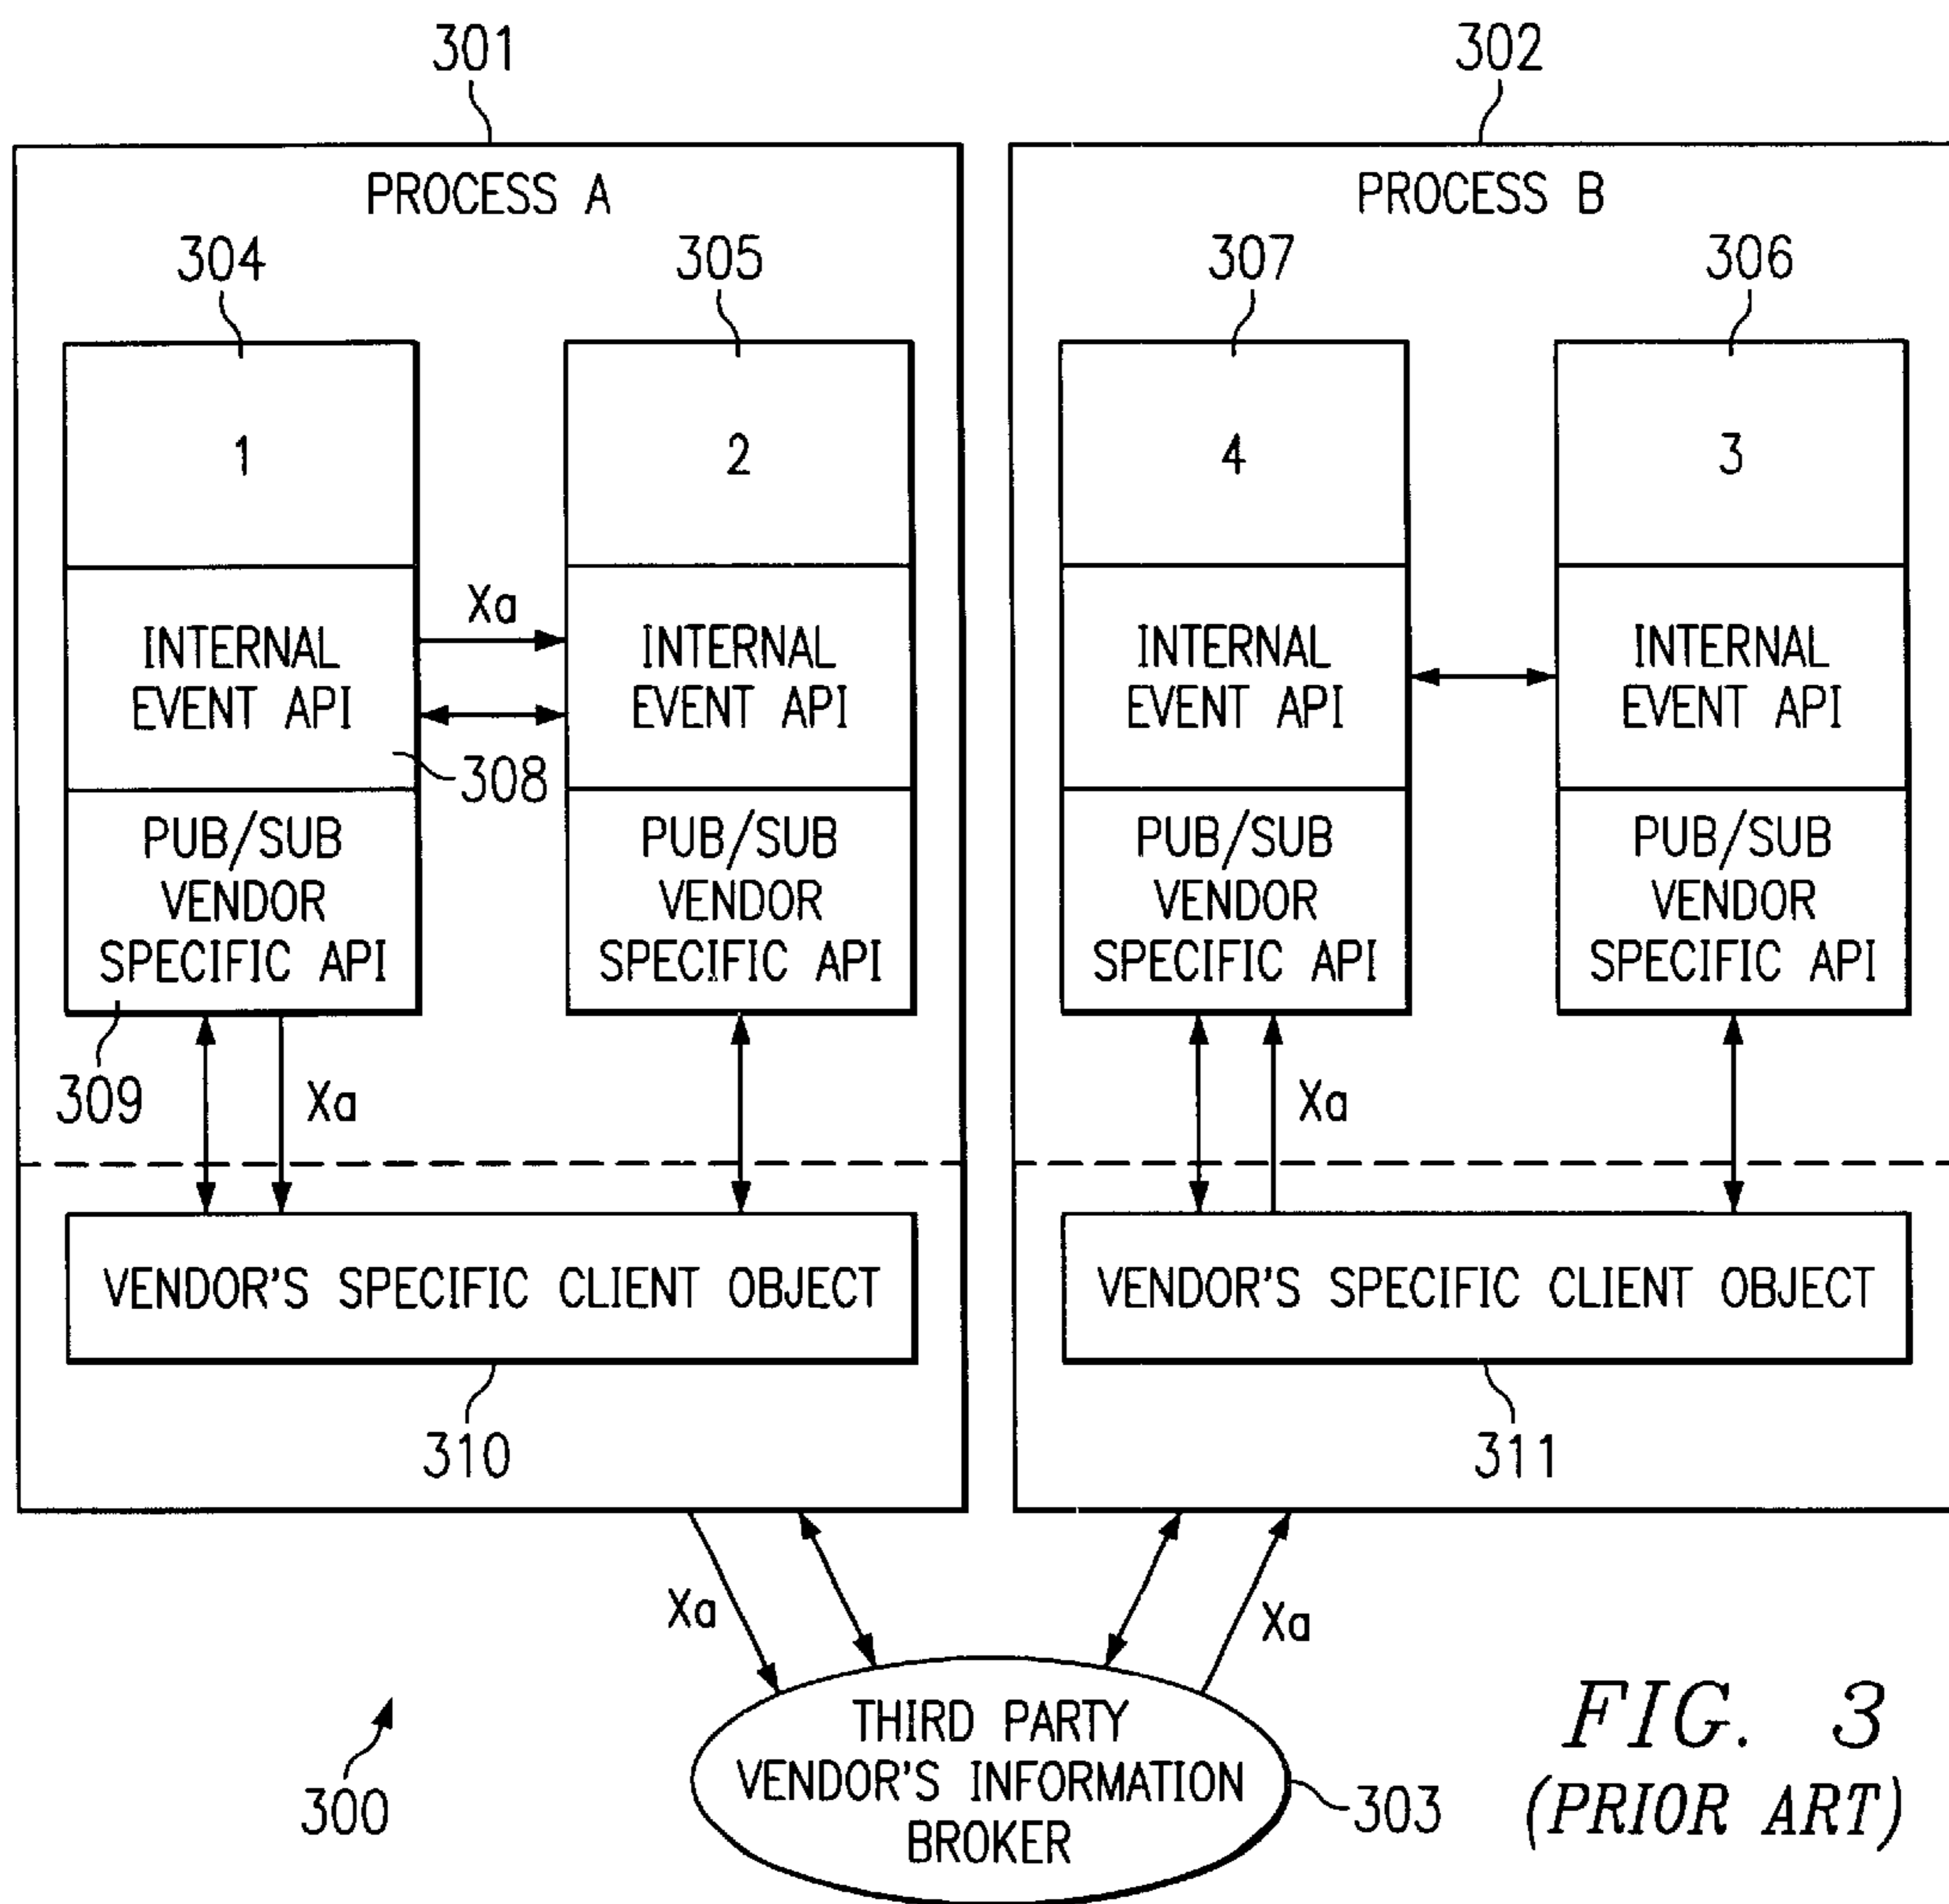 301
302
PROCESS A
PROCESS B
304
305
307
306
1
2
4
3
Xa
INTERNAL
EVENT API
INTERNAL
EVENT API
INTERNAL
EVENT API
INTERNAL
EVENT API
308
PUB/SUB
VENDOR
SPECIFIC API
PUB/SUB
VENDOR
SPECIFIC API
PUB/SUB
VENDOR
SPECIFIC API
PUB/SUB
VENDOR
SPECIFIC API
309
Xa
Xa
VENDOR'S SPECIFIC CLIENT OBJECT
VENDOR'S SPECIFIC CLIENT OBJECT
310
311
Xa
Xa
THIRD PARTY
VENDOR'S INFORMATION
BROKER
303
300
FIG. 3
(PRIOR ART)